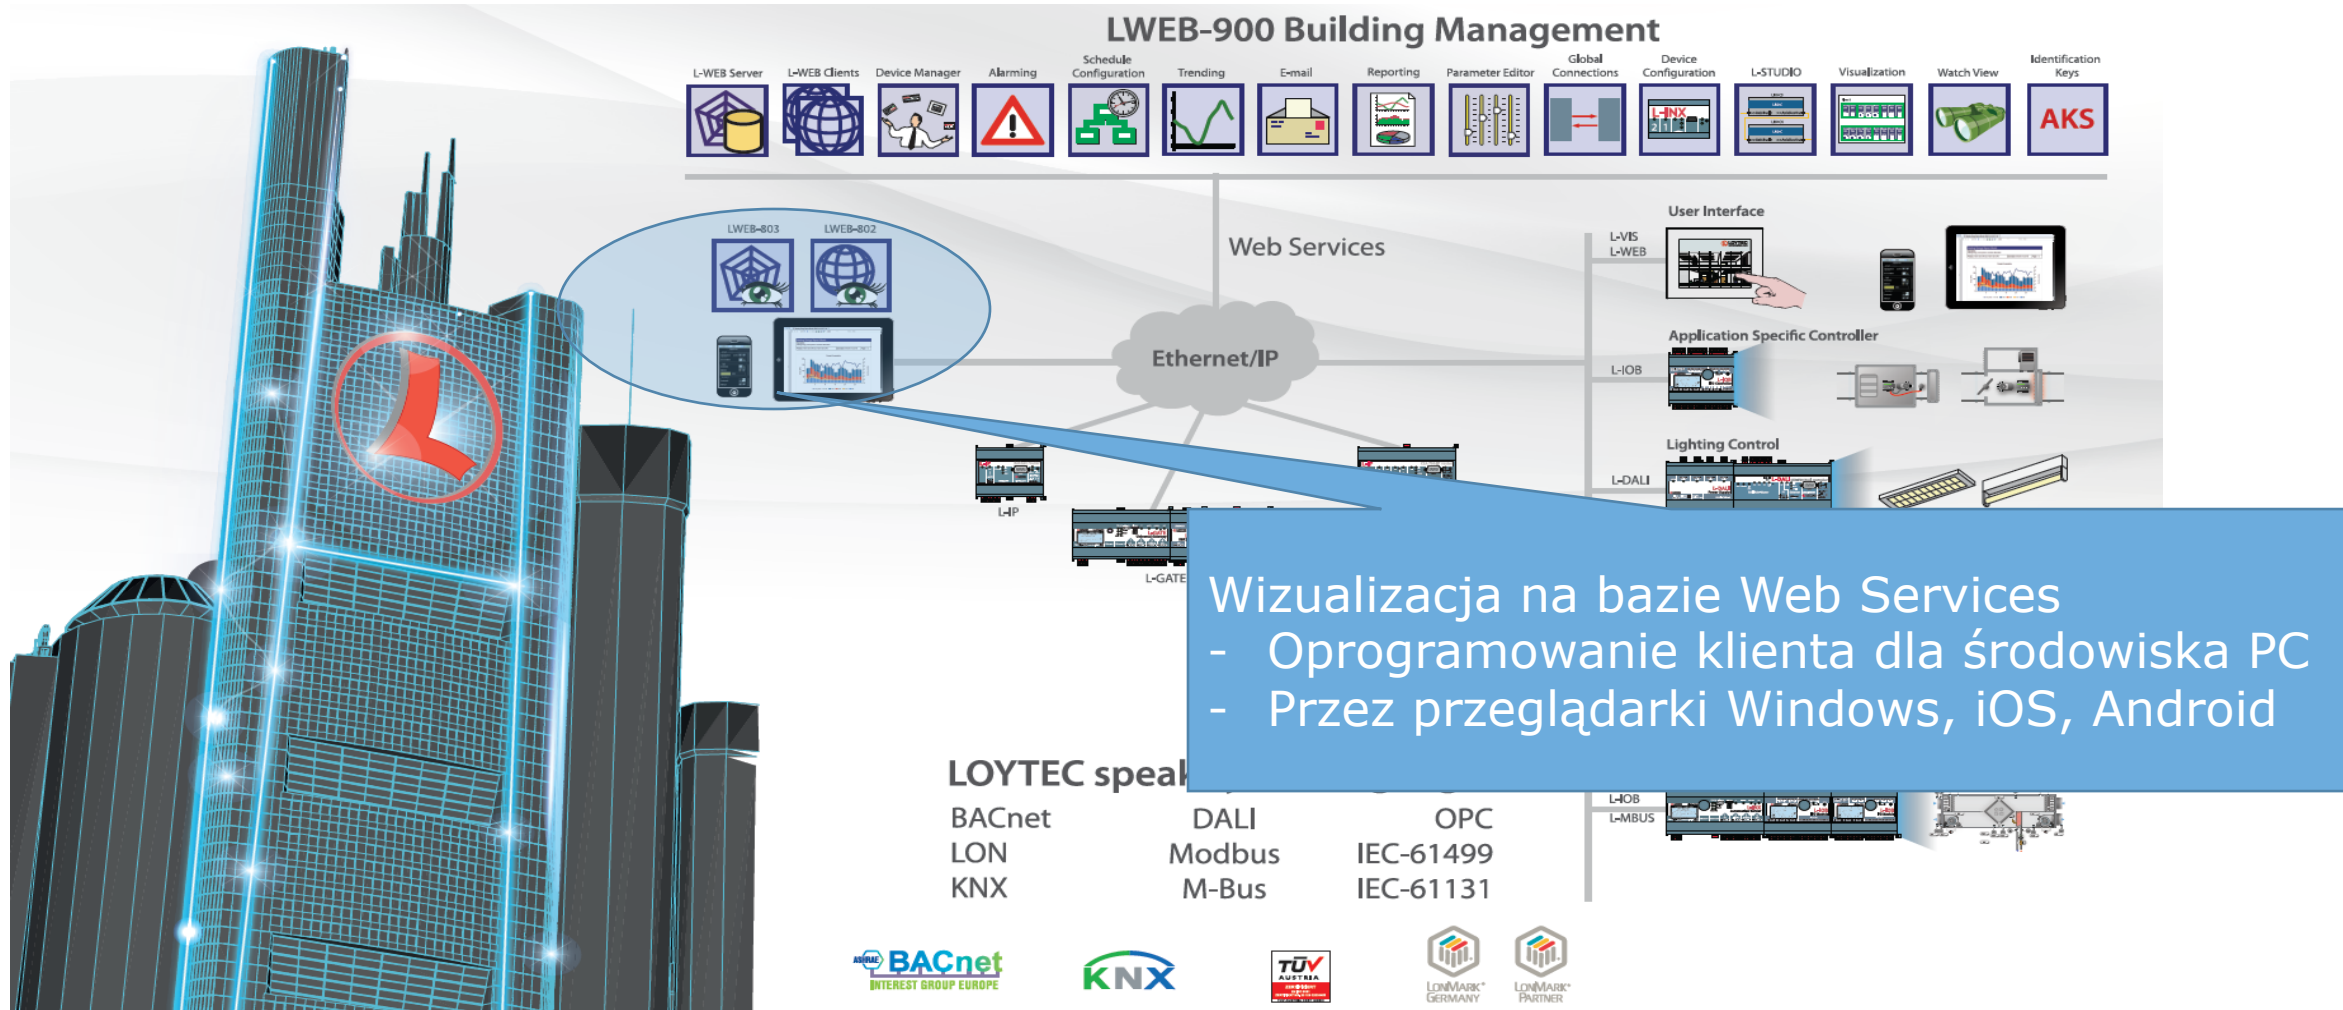 LWEB-900 Building Management
L-WEB Server
L-WEB Clients
Device Manager
Alarming
Schedule
Configuration
Trending
E-mail
Reporting
Parameter Editor
Global
Connections
Device
Configuration
L-STUDIO
Visualization
Watch View
Identification
Keys
L-INX
AKS
LWEB-803
LWEB-802
Web Services
Ethernet/IP
User Interface
L-VIS
L-WEB
Application Specific Controller
L-IOB
Lighting Control
L-DALI
L-IP
L-GATE
Wizualizacja na bazie Web Services
- Oprogramowanie klienta dla środowiska PC
- Przez przeglądarki Windows, iOS, Android
LOYTEC speak
BACnet DALI OPC
LON Modbus IEC-61499
KNX M-Bus IEC-61131
L-IOB
L-MBUS
ASHRAE BACnet
INTEREST GROUP EUROPE
KNX
TÜV
AUSTRIA
LONMARK®
GERMANY
LONMARK®
PARTNER